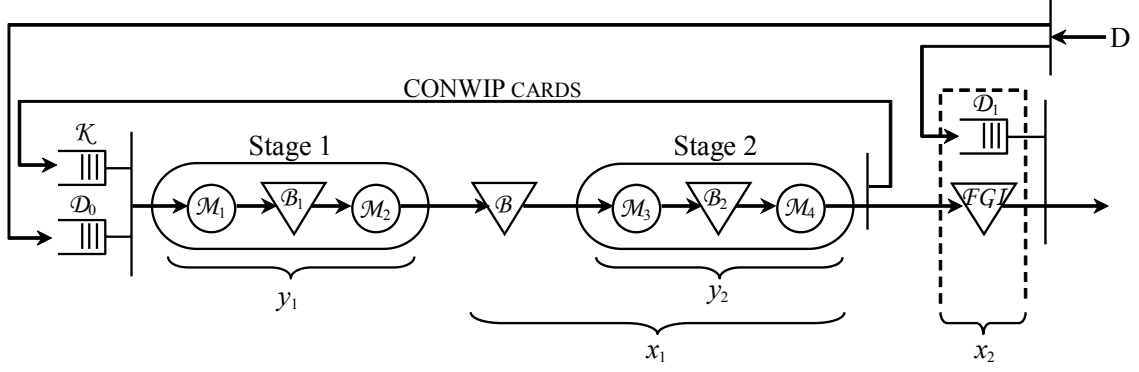 D
CONWIP CARDS
𝒟₁
𝒦
Stage 1
Stage 2
𝒟₀
ℳ₁
ℬ₁
ℳ₂
ℬ
ℳ₃
ℬ₂
ℳ₄
ℱ𝒢ℐ
y₁
y₂
x₁
x₂